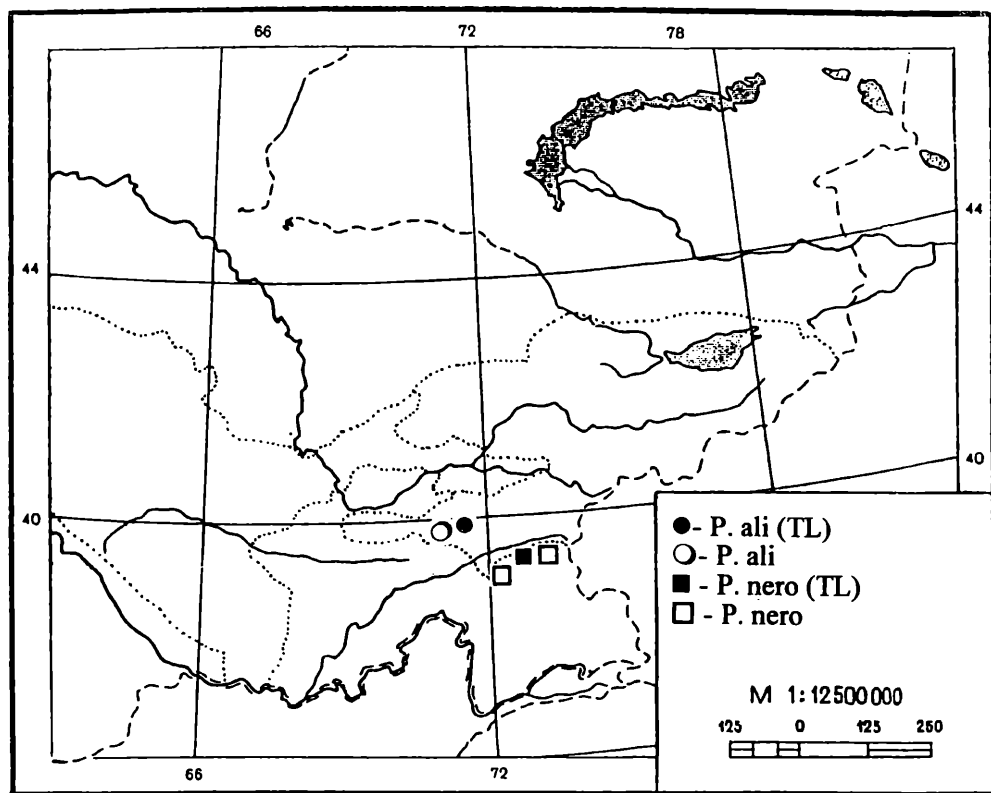 66 72 78
44
44
40
40
- P. ali (TL)
- P. ali
- P. nero (TL)
- P. nero
М 1:12500000
125 0 125 250
66 72